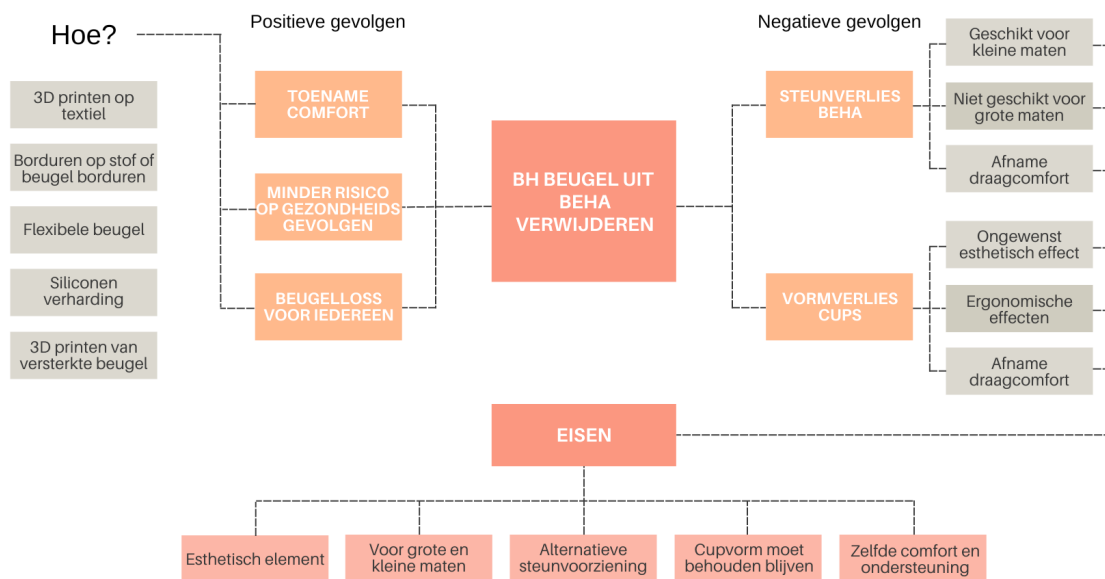 Hoe?
Positieve gevolgen
Negatieve gevolgen
3D printen op
textiel
Borduren op stof of
beugel borduren
Flexibele beugel
Siliconen
verharding
3D printen van
versterkte beugel
TOENAME
COMFORT
MINDER RISICO
OP GEZONDHEIDS
GEVOLGEN
BEUGELLOSS
VOOR IEDEREEN
BH BEUGEL UIT
BEHA
VERWIJDEREN
STEUNVERLIES
BEHA
VORMVERLIES
CUPS
Geschikt voor
kleine maten
Niet geschikt voor
grote maten
Afname
draagcomfort
Ongewenst
esthetisch effect
Ergonomische
effecten
Afname
draagcomfort
EISEN
Esthetisch element
Voor grote en
kleine maten
Alternatieve
steunvoorziening
Cupvorm moet
behouden blijven
Zelfde comfort en
ondersteuning